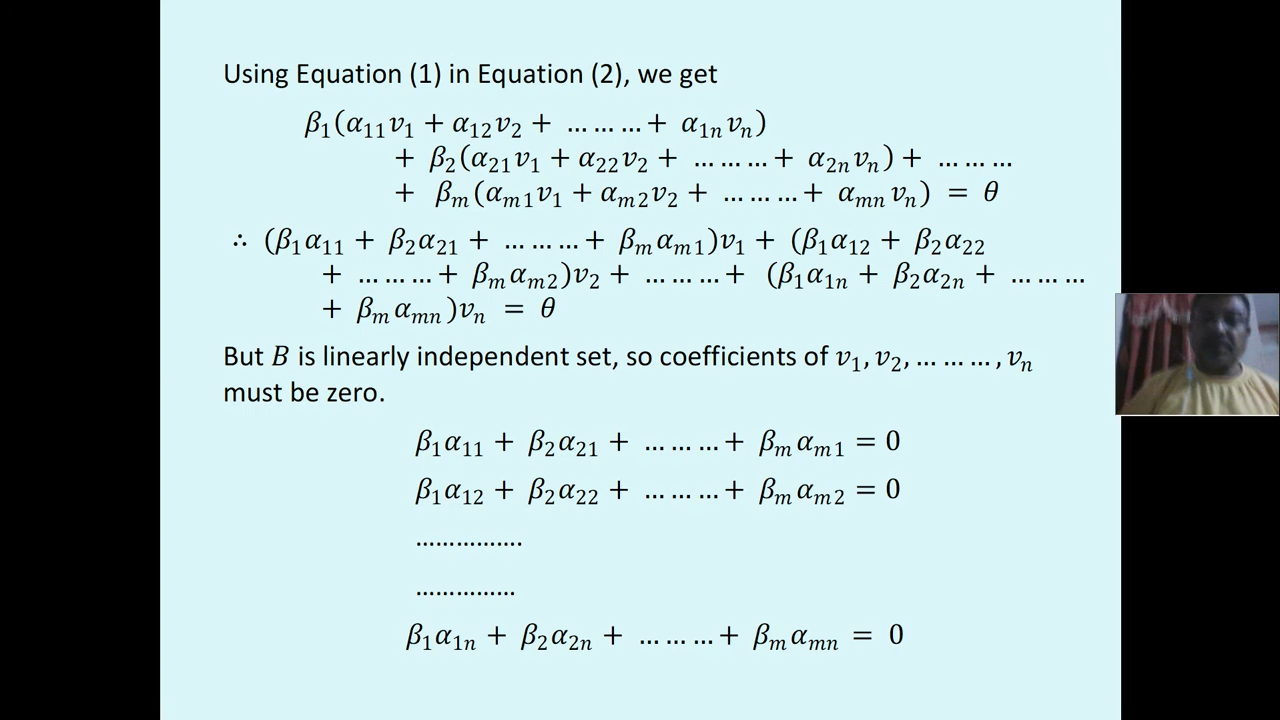 Using Equation (1) in Equation (2), we get
β₁(α₁₁v₁ + α₁₂v₂ + … … … + α₁ₙvₙ)
+ β₂(α₂₁v₁ + α₂₂v₂ + … … … + α₂ₙvₙ) + … … …
+ βₘ(αₘ₁v₁ + αₘ₂v₂ + … … … + αₘₙvₙ) = θ
∴ (β₁α₁₁ + β₂α₂₁ + … … … + βₘαₘ₁)v₁ + (β₁α₁₂ + β₂α₂₂
+ … … … + βₘαₘ₂)v₂ + … … … + (β₁α₁ₙ + β₂α₂ₙ + … … …
+ βₘαₘₙ)vₙ = θ
But B is linearly independent set, so coefficients of v₁, v₂, … … … , vₙ
must be zero.
β₁α₁₁ + β₂α₂₁ + … … … + βₘαₘ₁ = 0
β₁α₁₂ + β₂α₂₂ + … … … + βₘαₘ₂ = 0
…………….
……………
β₁α₁ₙ + β₂α₂ₙ + … … … + βₘαₘₙ = 0